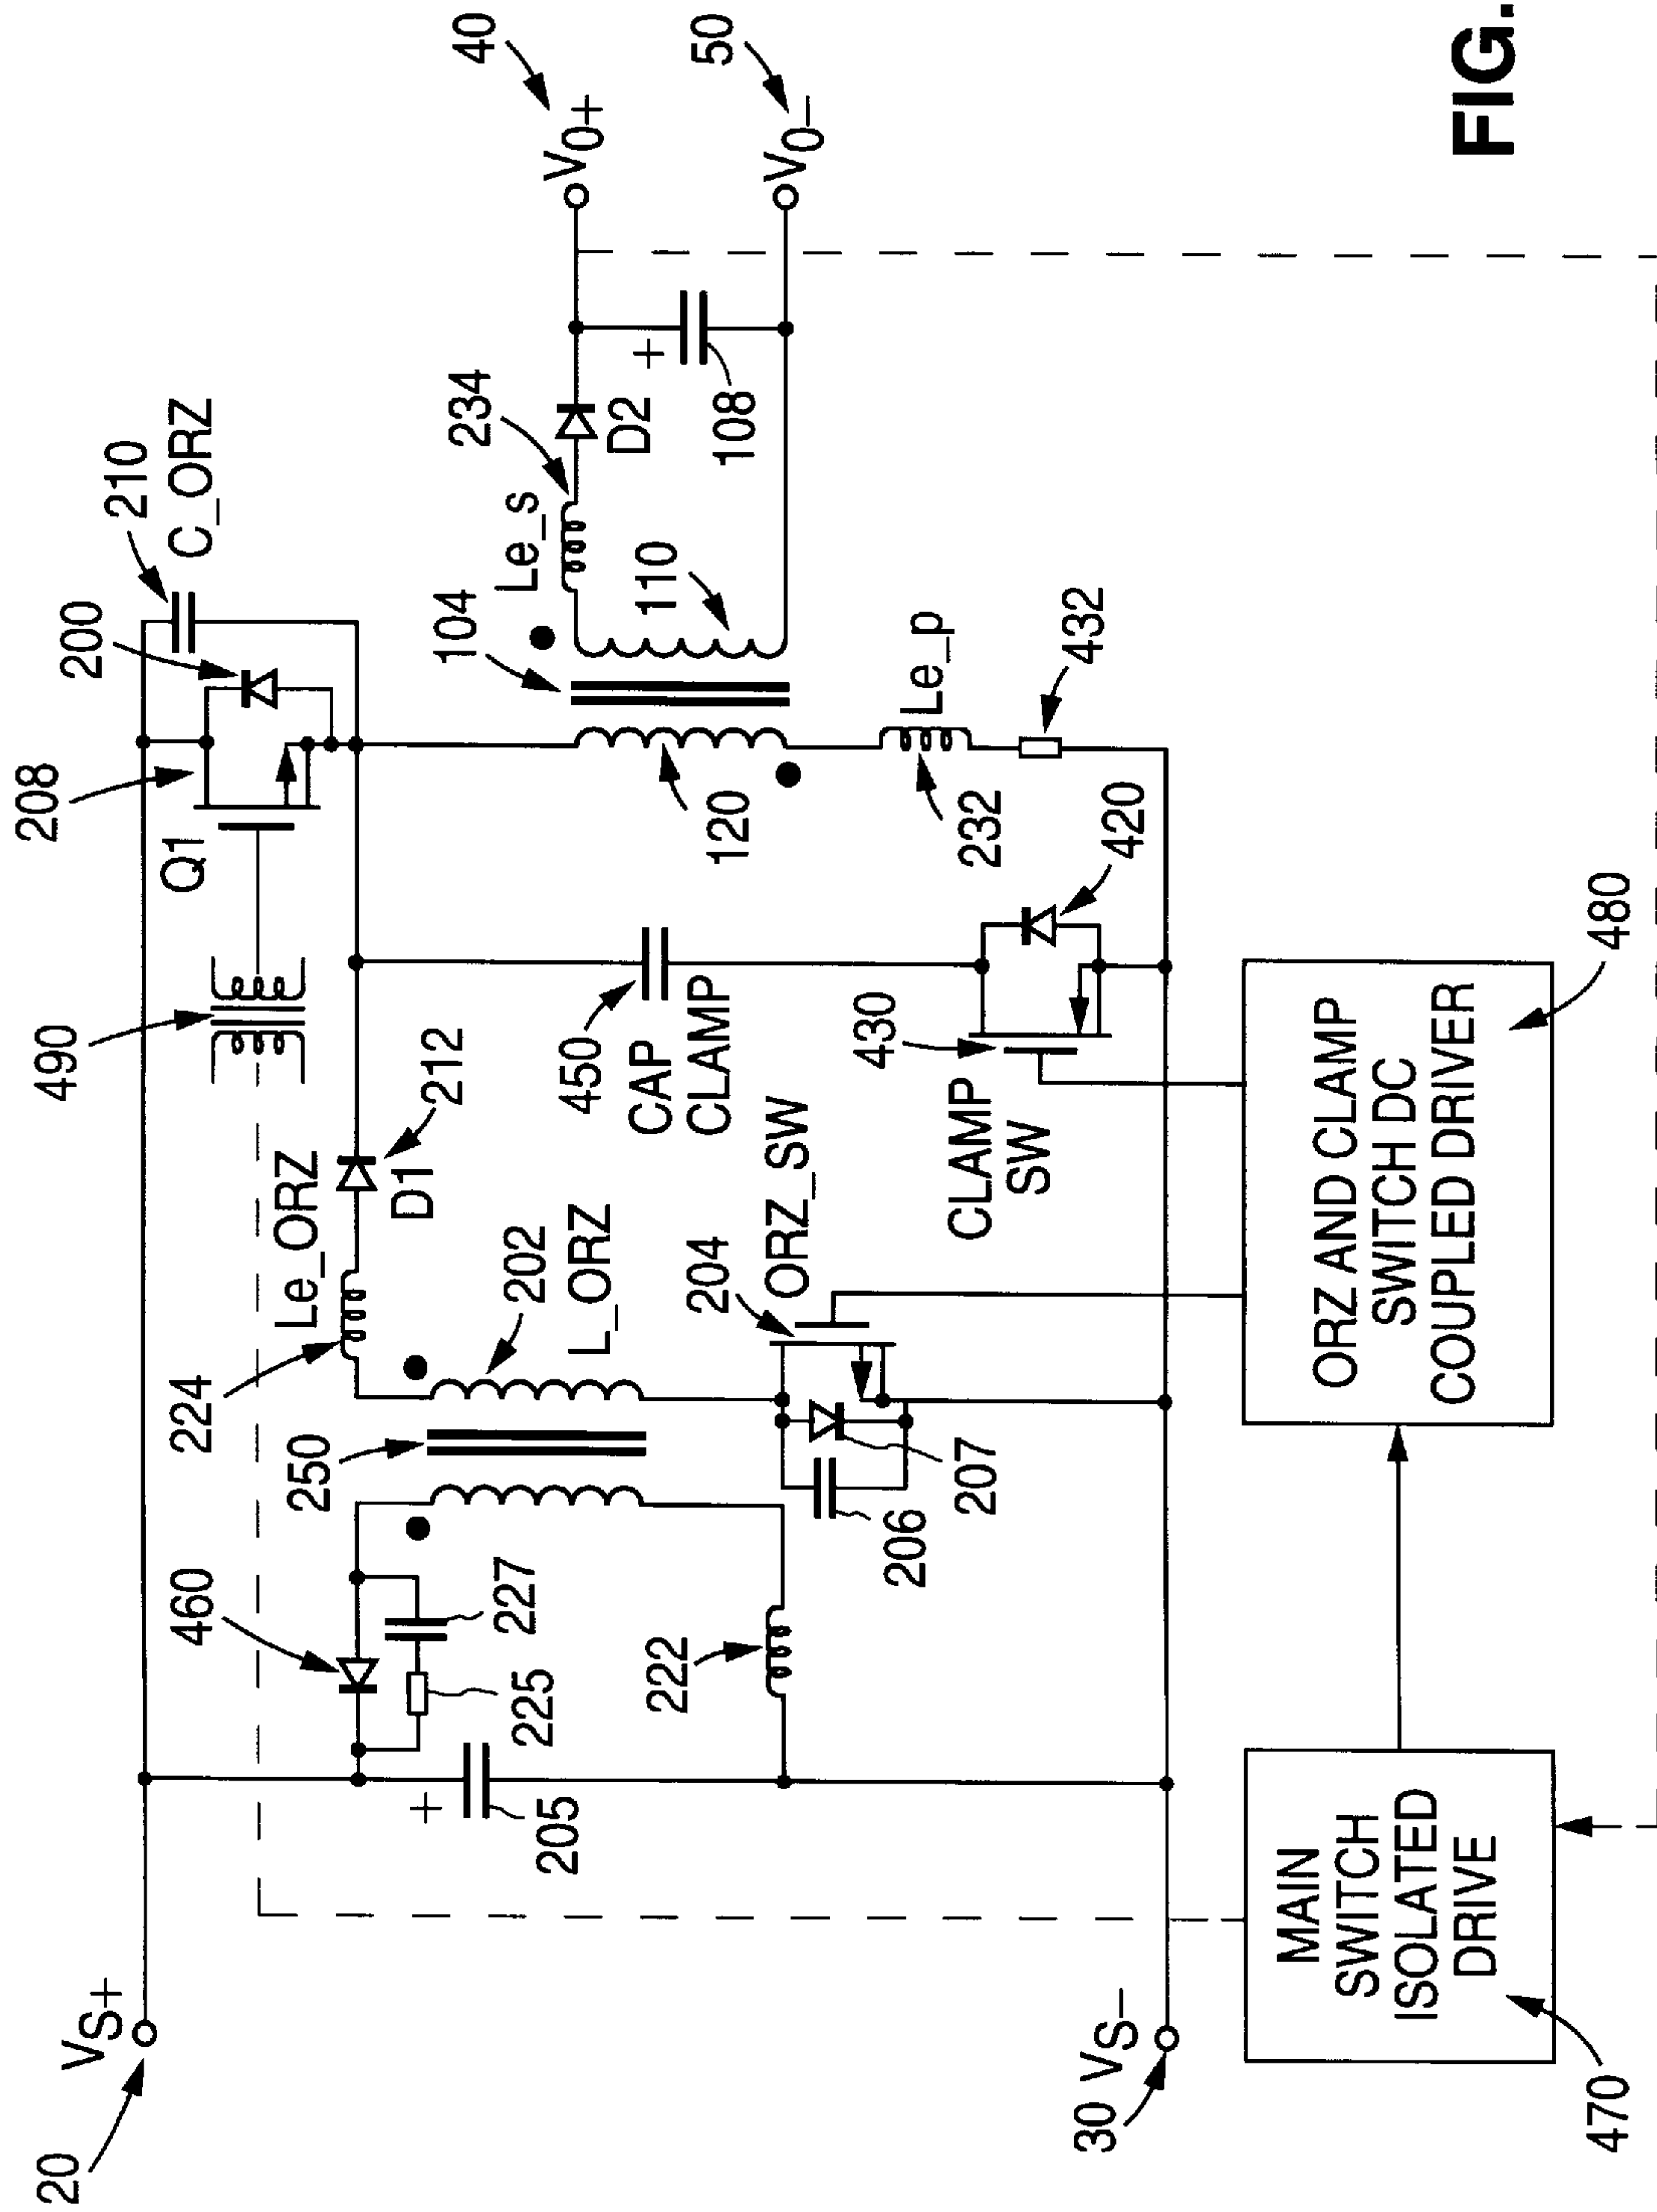 20
VS+
460
227
225
205
222
250
224
Le_ORZ
202
L_ORZ
D1
212
490
Q1
208
200
210
C_ORZ
206
207
204
ORZ_SW
450
CAP
CLAMP
430
CLAMP
SW
420
120
104
110
Le_s
234
D2
108
+
+
40
VO+
50
VO−
Le_p
232
432
30 VS−
MAIN
SWITCH
ISOLATED
DRIVE
470
ORZ AND CLAMP
SWITCH DC
COUPLED DRIVER
480
FIG.